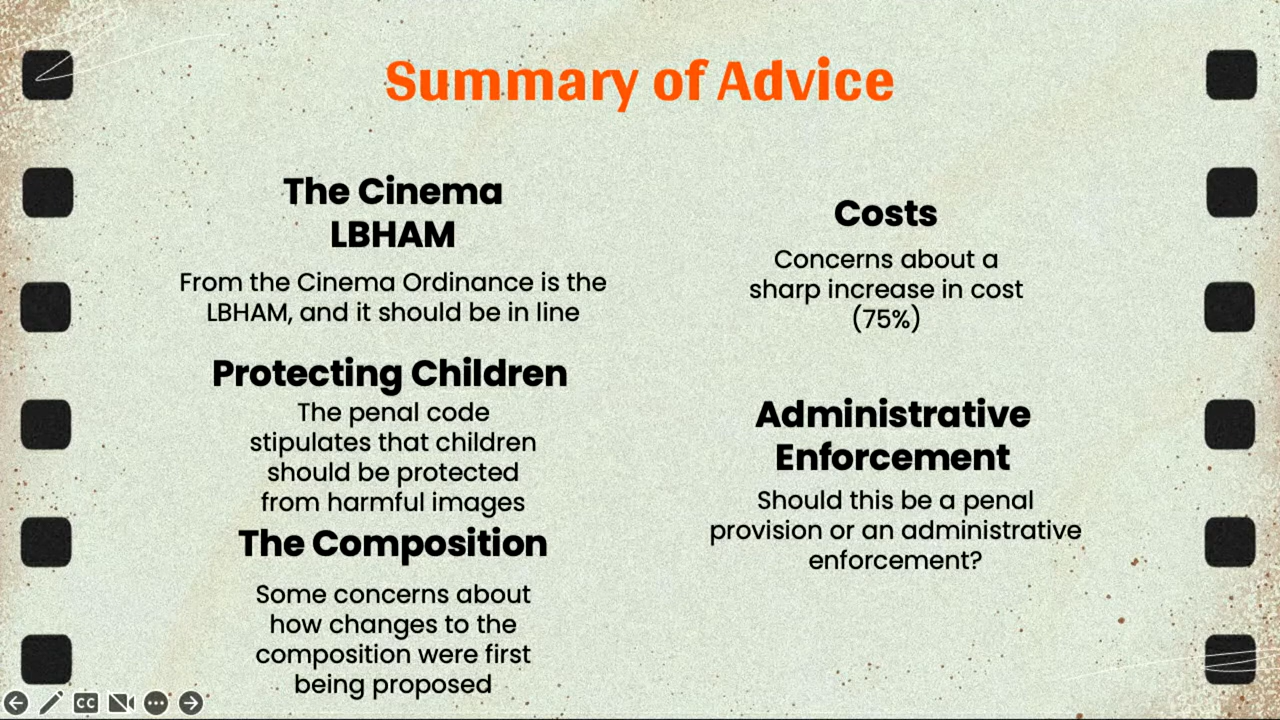 Summary of Advice
The Cinema
LBHAM
From the Cinema Ordinance is the
LBHAM, and it should be in line
Protecting Children
The penal code
stipulates that children
should be protected
from harmful images
The Composition
Some concerns about
how changes to the
composition were first
being proposed
Costs
Concerns about a
sharp increase in cost
(75%)
Administrative
Enforcement
Should this be a penal
provision or an administrative
enforcement?
CC